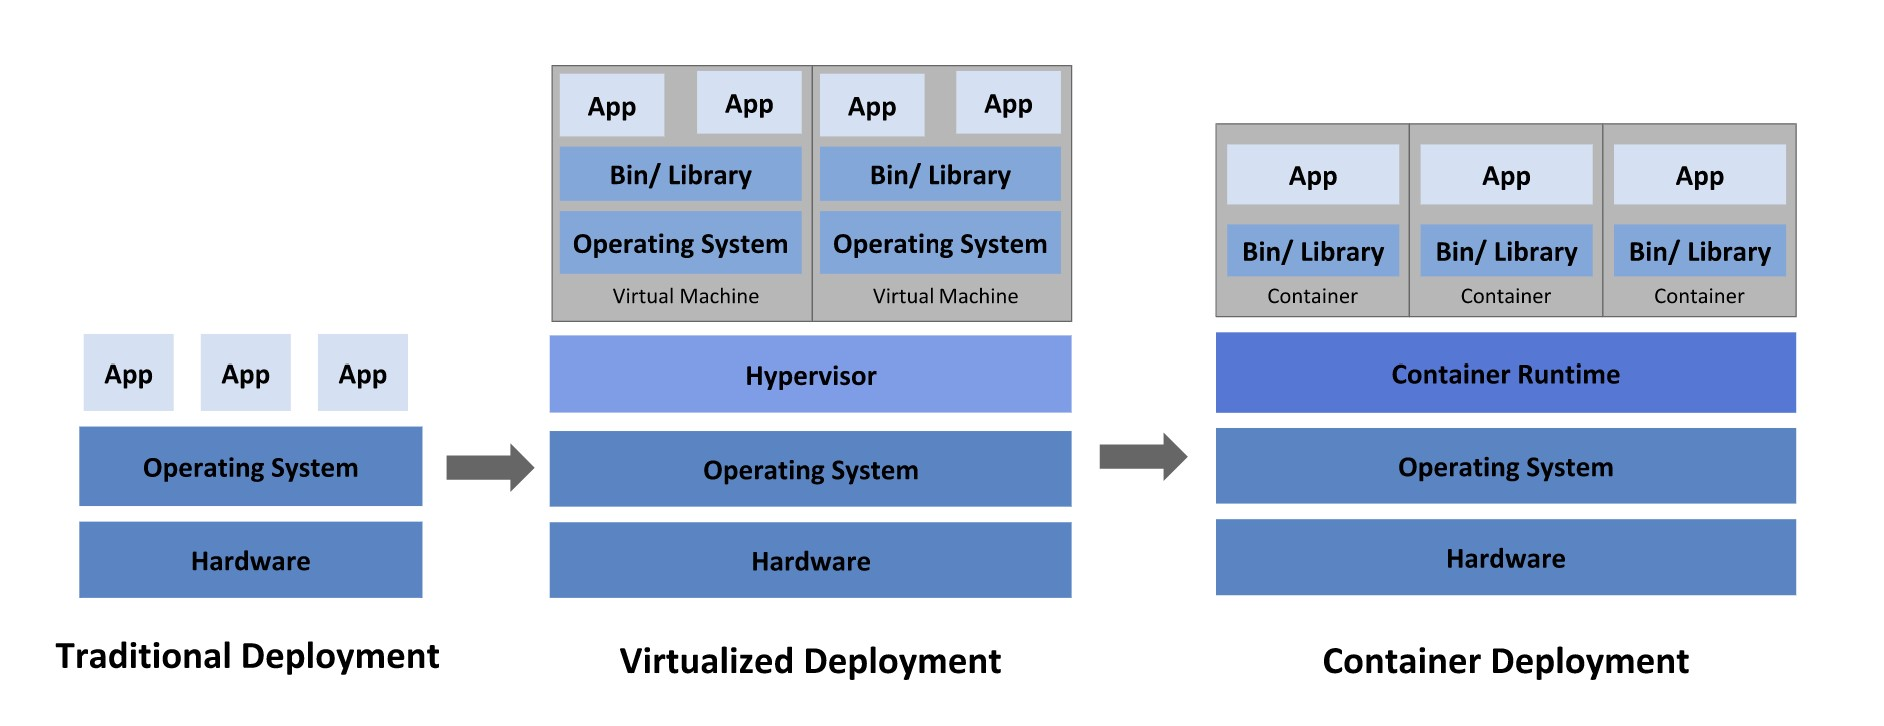 App
App
App
Operating System
Hardware
Traditional Deployment
App
App
Bin/ Library
Operating System
Virtual Machine
App
App
Bin/ Library
Operating System
Virtual Machine
Hypervisor
Operating System
Hardware
Virtualized Deployment
App
Bin/ Library
Container
App
Bin/ Library
Container
App
Bin/ Library
Container
Container Runtime
Operating System
Hardware
Container Deployment